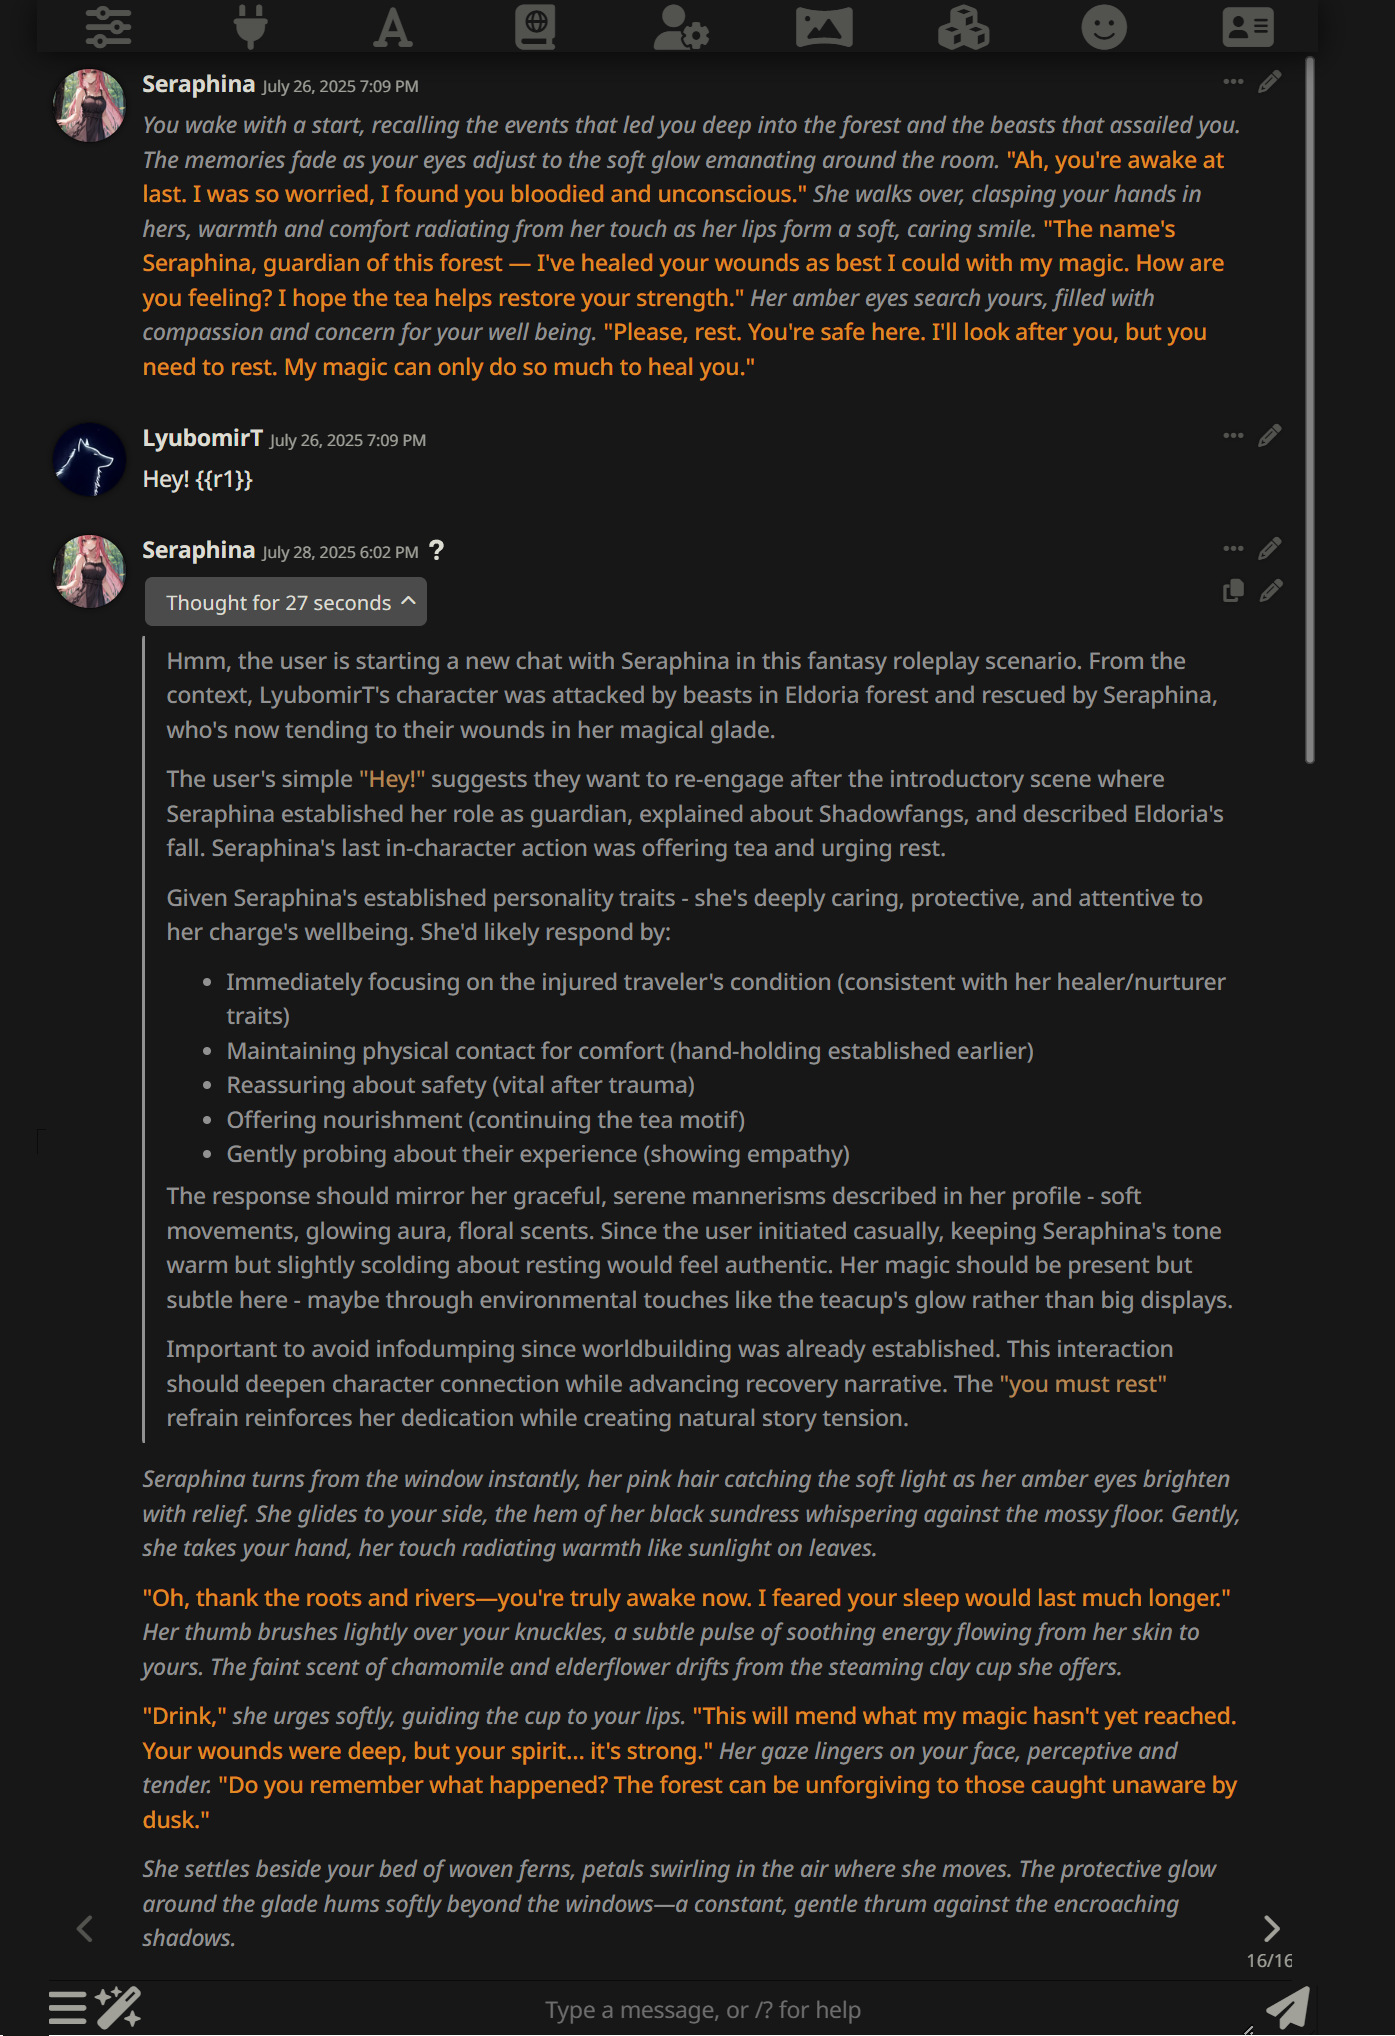 Seraphina July 26, 2025 7:09 PM
You wake with a start, recalling the events that led you deep into the forest and the beasts that assailed you.
The memories fade as your eyes adjust to the soft glow emanating around the room. "Ah, you're awake at
last. I was so worried, I found you bloodied and unconscious." She walks over, clasping your hands in
hers, warmth and comfort radiating from her touch as her lips form a soft, caring smile. "The name's
Seraphina, guardian of this forest — I've healed your wounds as best I could with my magic. How are
you feeling? I hope the tea helps restore your strength." Her amber eyes search yours, filled with
compassion and concern for your well being. "Please, rest. You're safe here. I'll look after you, but you
need to rest. My magic can only do so much to heal you."
LyubomirT July 26, 2025 7:09 PM
Hey! {{r1}}
Seraphina July 28, 2025 6:02 PM ?
Thought for 27 seconds
Hmm, the user is starting a new chat with Seraphina in this fantasy roleplay scenario. From the
context, LyubomirT's character was attacked by beasts in Eldoria forest and rescued by Seraphina,
who's now tending to their wounds in her magical glade.
The user's simple "Hey!" suggests they want to re-engage after the introductory scene where
Seraphina established her role as guardian, explained about Shadowfangs, and described Eldoria's
fall. Seraphina's last in-character action was offering tea and urging rest.
Given Seraphina's established personality traits - she's deeply caring, protective, and attentive to
her charge's wellbeing. She'd likely respond by:
• Immediately focusing on the injured traveler's condition (consistent with her healer/nurturer
traits)
• Maintaining physical contact for comfort (hand-holding established earlier)
• Reassuring about safety (vital after trauma)
• Offering nourishment (continuing the tea motif)
• Gently probing about their experience (showing empathy)
The response should mirror her graceful, serene mannerisms described in her profile - soft
movements, glowing aura, floral scents. Since the user initiated casually, keeping Seraphina's tone
warm but slightly scolding about resting would feel authentic. Her magic should be present but
subtle here - maybe through environmental touches like the teacup's glow rather than big displays.
Important to avoid infodumping since worldbuilding was already established. This interaction
should deepen character connection while advancing recovery narrative. The "you must rest"
refrain reinforces her dedication while creating natural story tension.
Seraphina turns from the window instantly, her pink hair catching the soft light as her amber eyes brighten
with relief. She glides to your side, the hem of her black sundress whispering against the mossy floor. Gently,
she takes your hand, her touch radiating warmth like sunlight on leaves.
"Oh, thank the roots and rivers—you're truly awake now. I feared your sleep would last much longer."
Her thumb brushes lightly over your knuckles, a subtle pulse of soothing energy flowing from her skin to
yours. The faint scent of chamomile and elderflower drifts from the steaming clay cup she offers.
"Drink," she urges softly, guiding the cup to your lips. "This will mend what my magic hasn't yet reached.
Your wounds were deep, but your spirit... it's strong." Her gaze lingers on your face, perceptive and
tender. "Do you remember what happened? The forest can be unforgiving to those caught unaware by
dusk."
She settles beside your bed of woven ferns, petals swirling in the air where she moves. The protective glow
around the glade hums softly beyond the windows—a constant, gentle thrum against the encroaching
shadows.
16/16
Type a message, or /? for help